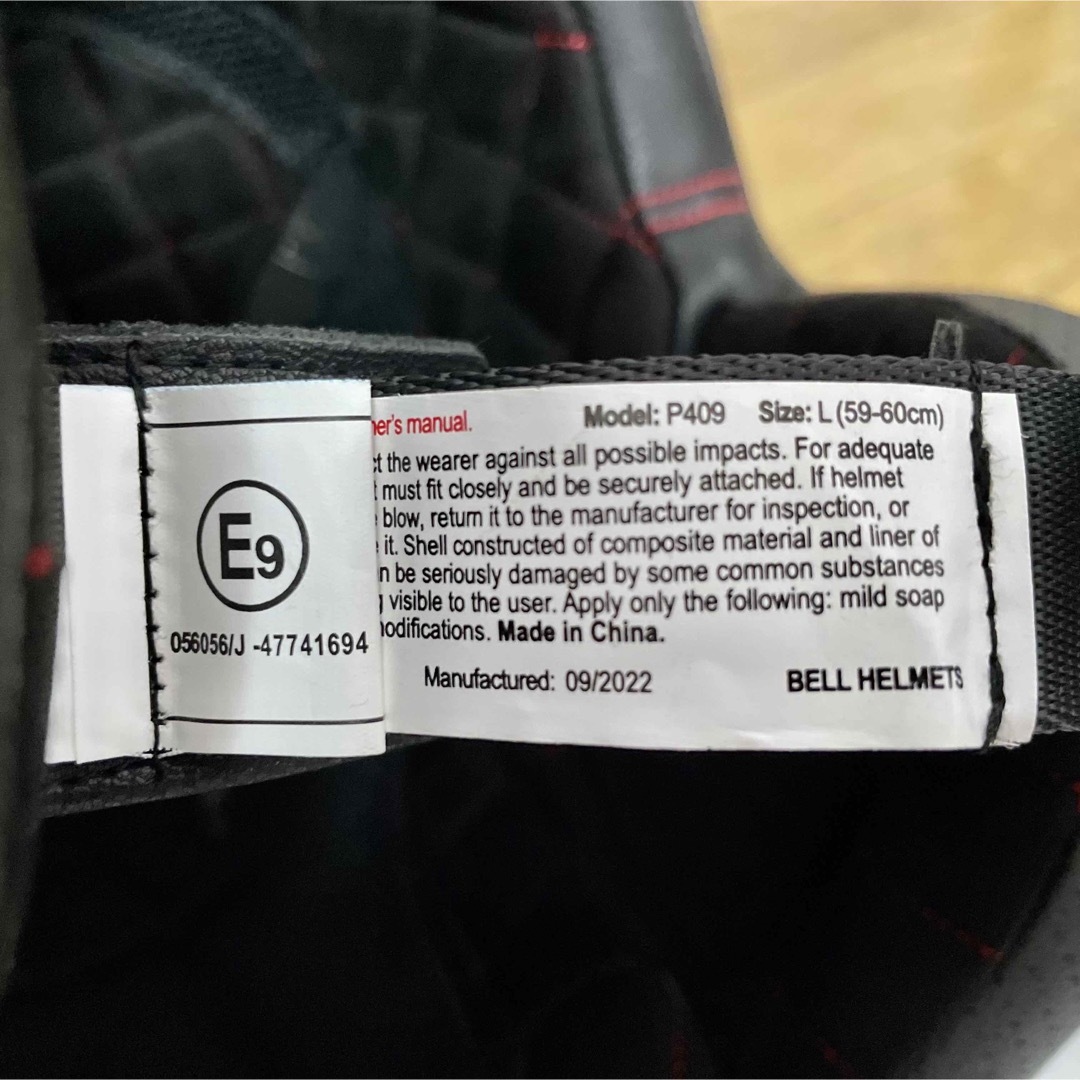 E9
056056/J -47741694
er's manual. Model: P409 Size: L (59-60cm)
t the wearer against all possible impacts. For adequate
must fit closely and be securely attached. If helmet
blow, return it to the manufacturer for inspection, or
it. Shell constructed of composite material and liner of
n be seriously damaged by some common substances
visible to the user. Apply only the following: mild soap
odifications. Made in China.
Manufactured: 09/2022 BELL HELMETS